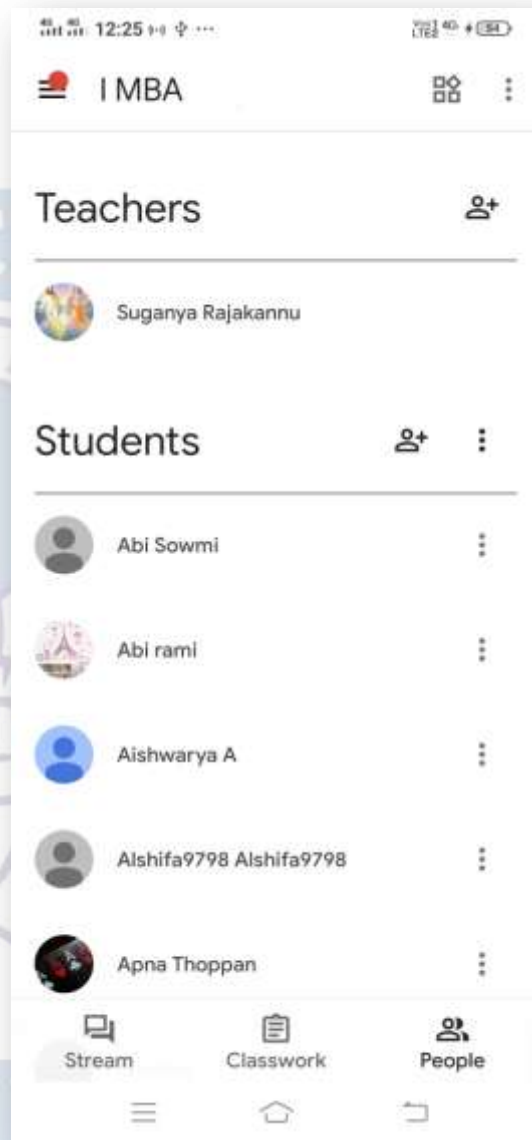 12:25
54
I MBA
Teachers
Suganya Rajakannu
Students
Abi Sowmi
Abi rami
Aishwarya A
Alshifa9798 Alshifa9798
Apna Thoppan
Stream Classwork People